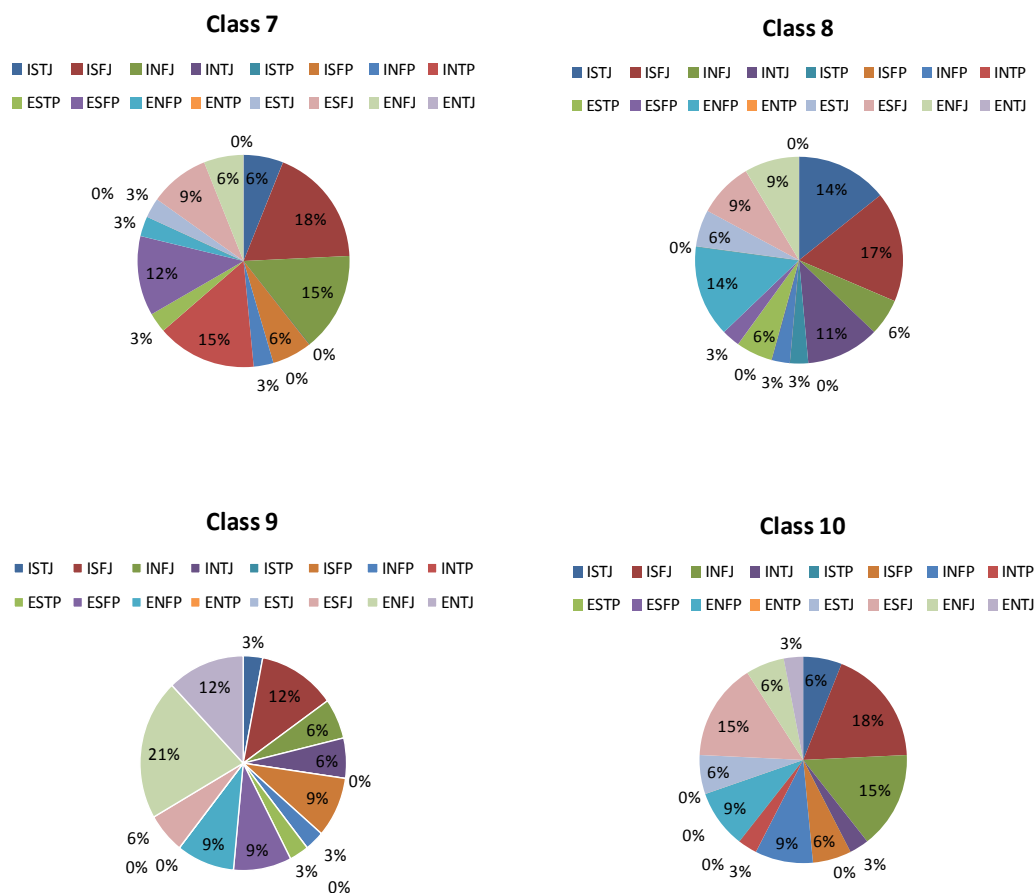 Class 7
ISTJ ISFJ INFJ INTJ ISTP ISFP INFP INTP
ESTP ESFP ENFP ENTP ESTJ ESFJ ENFJ ENTJ
0%
6% 6%
9%
0% 3%
18%
3%
12%
15%
3% 15% 6% 0%
3% 0%
Class 8
ISTJ ISFJ INFJ INTJ ISTP ISFP INFP INTP
ESTP ESFP ENFP ENTP ESTJ ESFJ ENFJ ENTJ
0%
9% 14%
9%
6%
0% 17%
14%
11% 6%
6%
3%
0% 3% 3% 0%
Class 9
ISTJ ISFJ INFJ INTJ ISTP ISFP INFP INTP
ESTP ESFP ENFP ENTP ESTJ ESFJ ENFJ ENTJ
3%
12% 12%
6%
21% 6%
0%
9%
6% 9% 9% 3%
0% 0% 3% 0%
Class 10
ISTJ ISFJ INFJ INTJ ISTP ISFP INFP INTP
ESTP ESFP ENFP ENTP ESTJ ESFJ ENFJ ENTJ
3%
6% 6%
15% 18%
6%
0% 15%
9%
0% 9% 6%
0% 3% 0% 3%